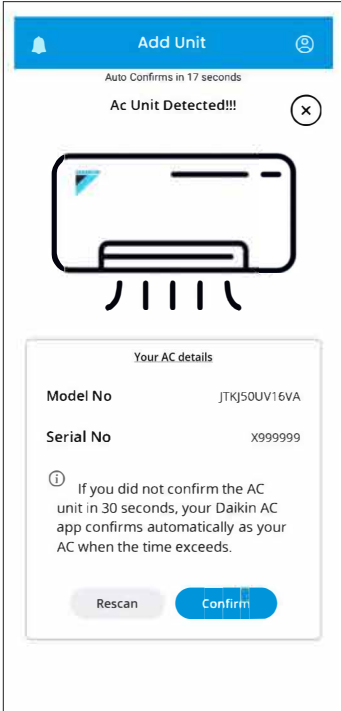 Add Unit
Auto Confirms in 17 seconds
Ac Unit Detected!!!
Your AC details
Model No JTKJ50UV16VA
Serial No X999999
If you did not confirm the AC
unit in 30 seconds, your Daikin AC
app confirms automatically as your
AC when the time exceeds.
Rescan Confirm